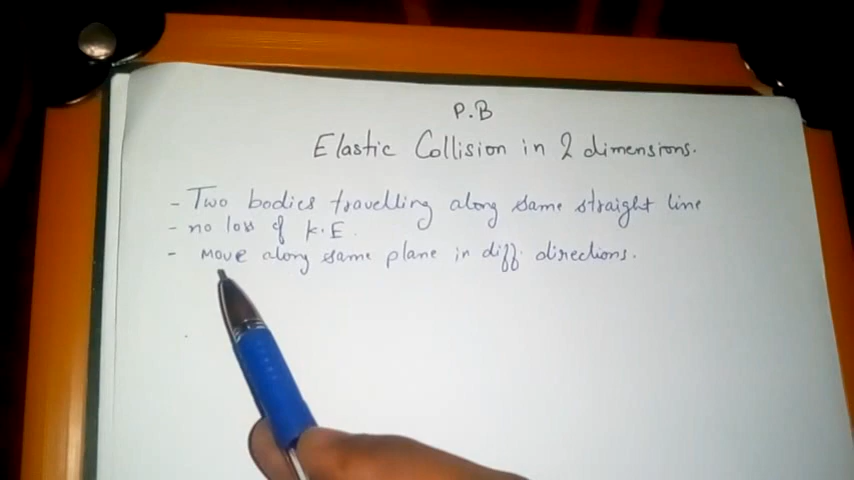 P.B
Elastic Collision in 2 dimensions.
- Two bodies travelling along same straight line
- no loss of K.E.
- move along same plane in diff. directions.